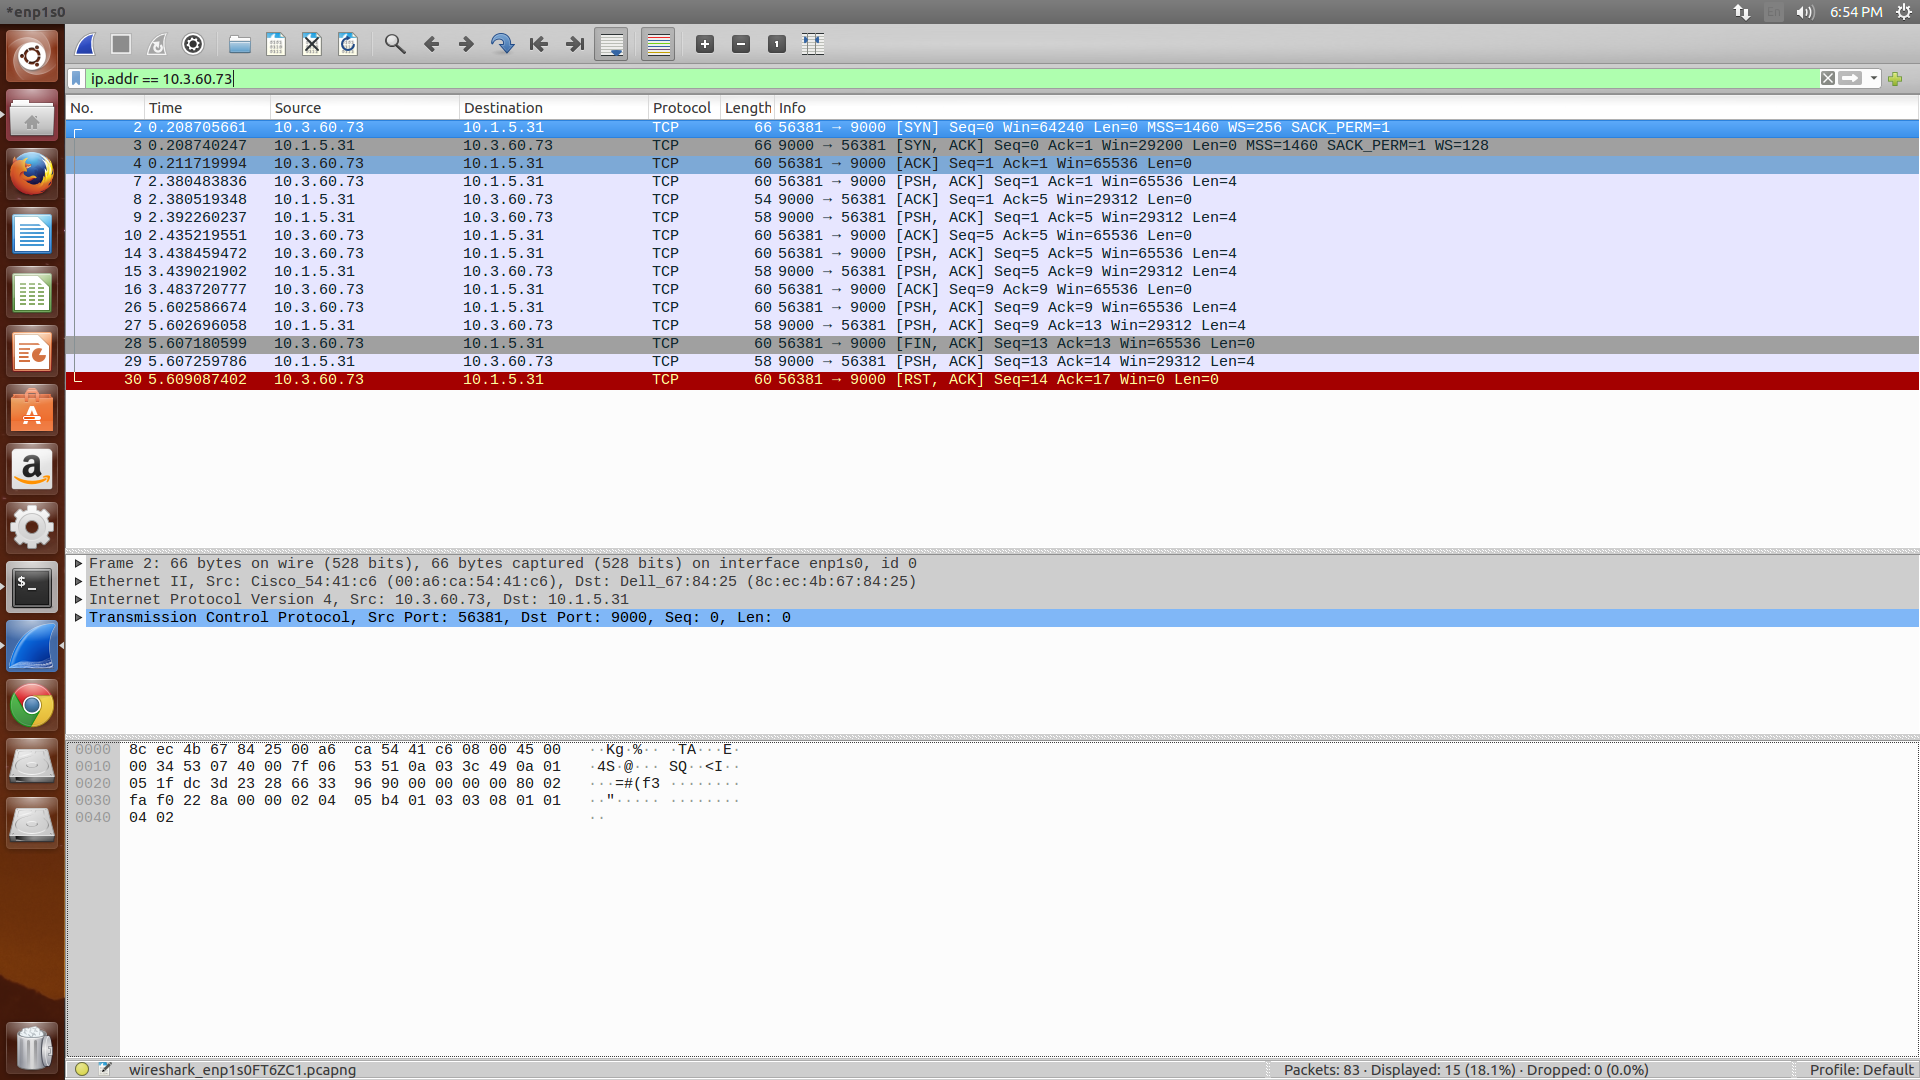 *enp1s0
En
6:54 PM
ip.addr == 10.3.60.73
No. Time Source Destination Protocol Length Info
2 0.208705661 10.3.60.73 10.1.5.31 TCP 66 56381 → 9000 [SYN] Seq=0 Win=64240 Len=0 MSS=1460 WS=256 SACK_PERM=1
3 0.208740247 10.1.5.31 10.3.60.73 TCP 66 9000 → 56381 [SYN, ACK] Seq=0 Ack=1 Win=29200 Len=0 MSS=1460 SACK_PERM=1 WS=128
4 0.211719994 10.3.60.73 10.1.5.31 TCP 60 56381 → 9000 [ACK] Seq=1 Ack=1 Win=65536 Len=0
7 2.380483836 10.3.60.73 10.1.5.31 TCP 60 56381 → 9000 [PSH, ACK] Seq=1 Ack=1 Win=65536 Len=4
8 2.380519348 10.1.5.31 10.3.60.73 TCP 54 9000 → 56381 [ACK] Seq=1 Ack=5 Win=29312 Len=0
9 2.392260237 10.1.5.31 10.3.60.73 TCP 58 9000 → 56381 [PSH, ACK] Seq=1 Ack=5 Win=29312 Len=4
10 2.435219551 10.3.60.73 10.1.5.31 TCP 60 56381 → 9000 [ACK] Seq=5 Ack=5 Win=65536 Len=0
14 3.438459472 10.3.60.73 10.1.5.31 TCP 60 56381 → 9000 [PSH, ACK] Seq=5 Ack=5 Win=65536 Len=4
15 3.439021902 10.1.5.31 10.3.60.73 TCP 58 9000 → 56381 [PSH, ACK] Seq=5 Ack=9 Win=29312 Len=4
16 3.483720777 10.3.60.73 10.1.5.31 TCP 60 56381 → 9000 [ACK] Seq=9 Ack=9 Win=65536 Len=0
26 5.602586674 10.3.60.73 10.1.5.31 TCP 60 56381 → 9000 [PSH, ACK] Seq=9 Ack=9 Win=65536 Len=4
27 5.602696058 10.1.5.31 10.3.60.73 TCP 58 9000 → 56381 [PSH, ACK] Seq=9 Ack=13 Win=29312 Len=4
28 5.607180599 10.3.60.73 10.1.5.31 TCP 60 56381 → 9000 [FIN, ACK] Seq=13 Ack=13 Win=65536 Len=0
29 5.607259786 10.1.5.31 10.3.60.73 TCP 58 9000 → 56381 [PSH, ACK] Seq=13 Ack=14 Win=29312 Len=4
30 5.609087402 10.3.60.73 10.1.5.31 TCP 60 56381 → 9000 [RST, ACK] Seq=14 Ack=17 Win=0 Len=0
Frame 2: 66 bytes on wire (528 bits), 66 bytes captured (528 bits) on interface enp1s0, id 0
Ethernet II, Src: Cisco_54:41:c6 (00:a6:ca:54:41:c6), Dst: Dell_67:84:25 (8c:ec:4b:67:84:25)
Internet Protocol Version 4, Src: 10.3.60.73, Dst: 10.1.5.31
Transmission Control Protocol, Src Port: 56381, Dst Port: 9000, Seq: 0, Len: 0
0000 8c ec 4b 67 84 25 00 a6 ca 54 41 c6 08 00 45 00 ··Kg·%·· ·TA···E·
0010 00 34 53 07 40 00 7f 06 53 51 0a 03 3c 49 0a 01 ·4S·@··· SQ··<I··
0020 05 1f dc 3d 23 28 66 33 96 90 00 00 00 00 80 02 ···=#(f3 ········
0030 fa f0 22 8a 00 00 02 04 05 b4 01 03 03 08 01 01 ··"····· ········
0040 04 02 ··
wireshark_enp1s0FT6ZC1.pcapng
Packets: 83 · Displayed: 15 (18.1%) · Dropped: 0 (0.0%)
Profile: Default